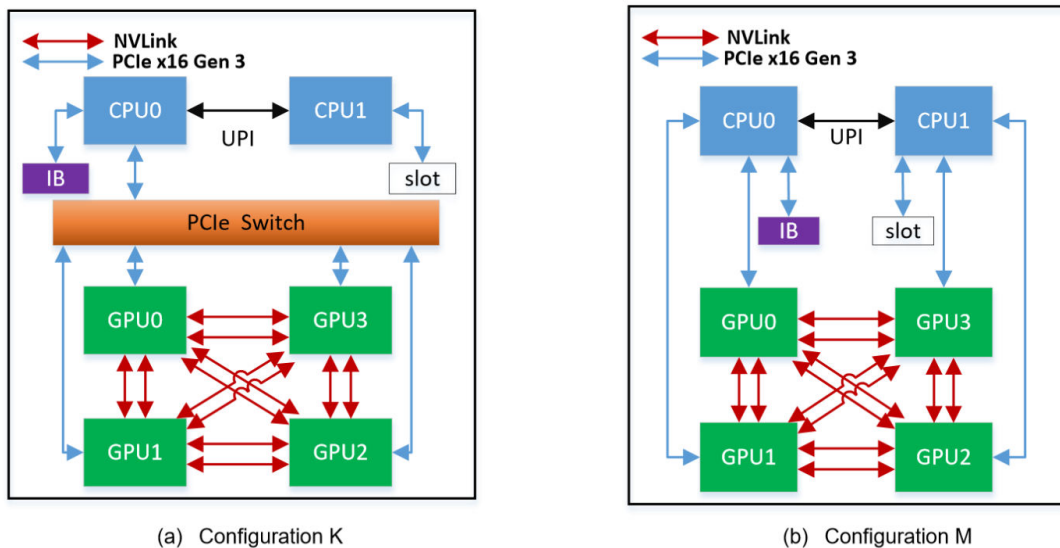 NVLink
PCIe x16 Gen 3
CPU0
CPU1
UPI
IB
slot
PCIe Switch
GPU0
GPU3
GPU1
GPU2
(a) Configuration K
NVLink
PCIe x16 Gen 3
CPU0
CPU1
UPI
IB
slot
GPU0
GPU3
GPU1
GPU2
(b) Configuration M